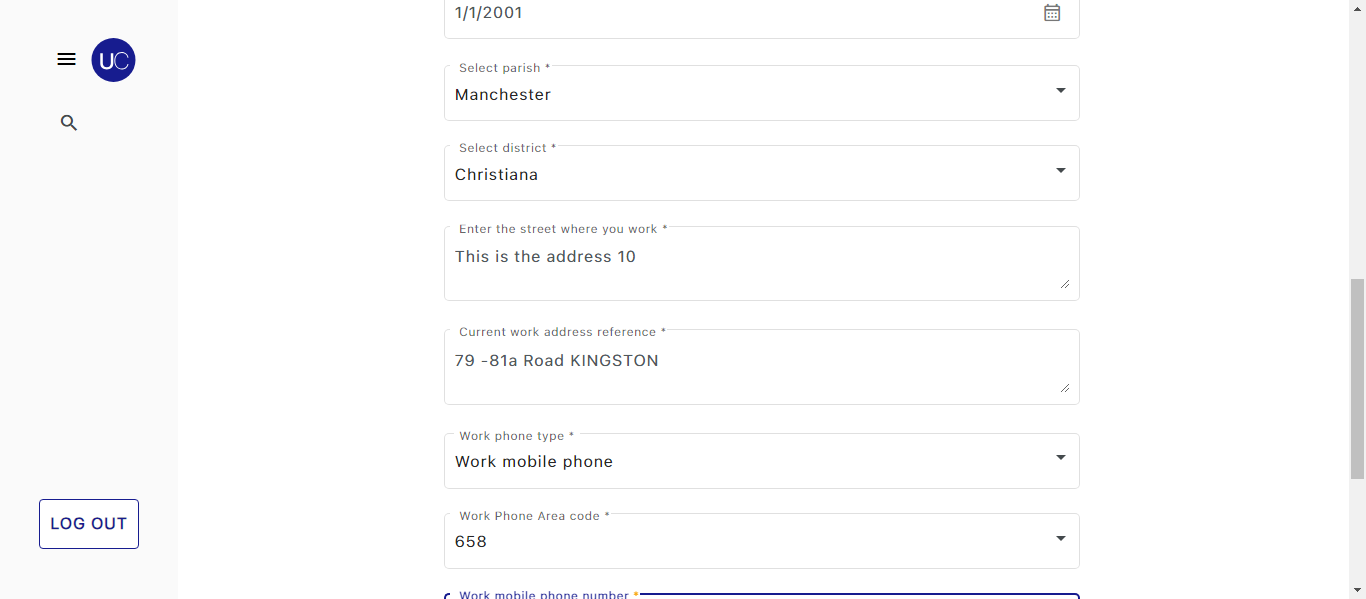 1/1/2001
UC
Select parish *
Manchester
Select district *
Christiana
Enter the street where you work *
This is the address 10
Current work address reference *
79 -81a Road KINGSTON
Work phone type *
Work mobile phone
LOG OUT
Work Phone Area code *
658
Work mobile phone number *